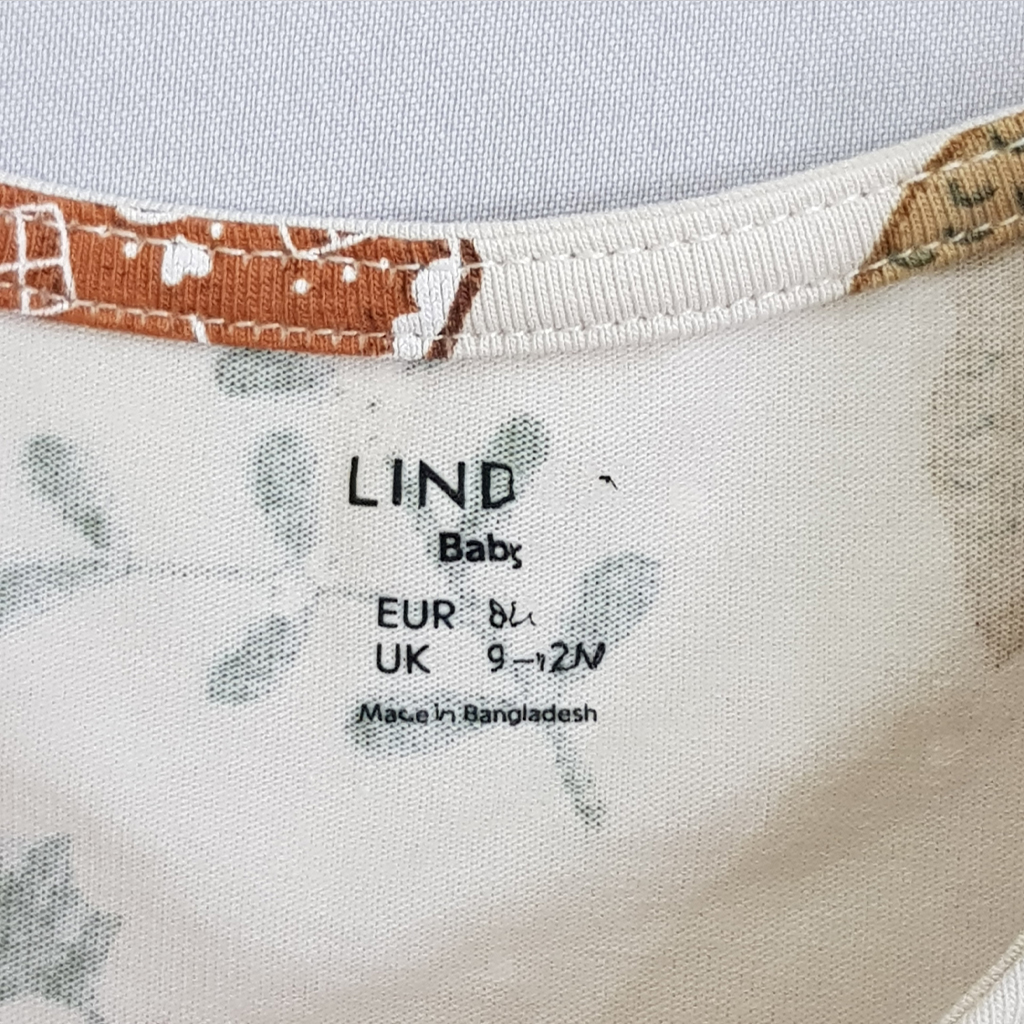 LIND
Baby
EUR
UK 9-12M
Made in Bangladesh